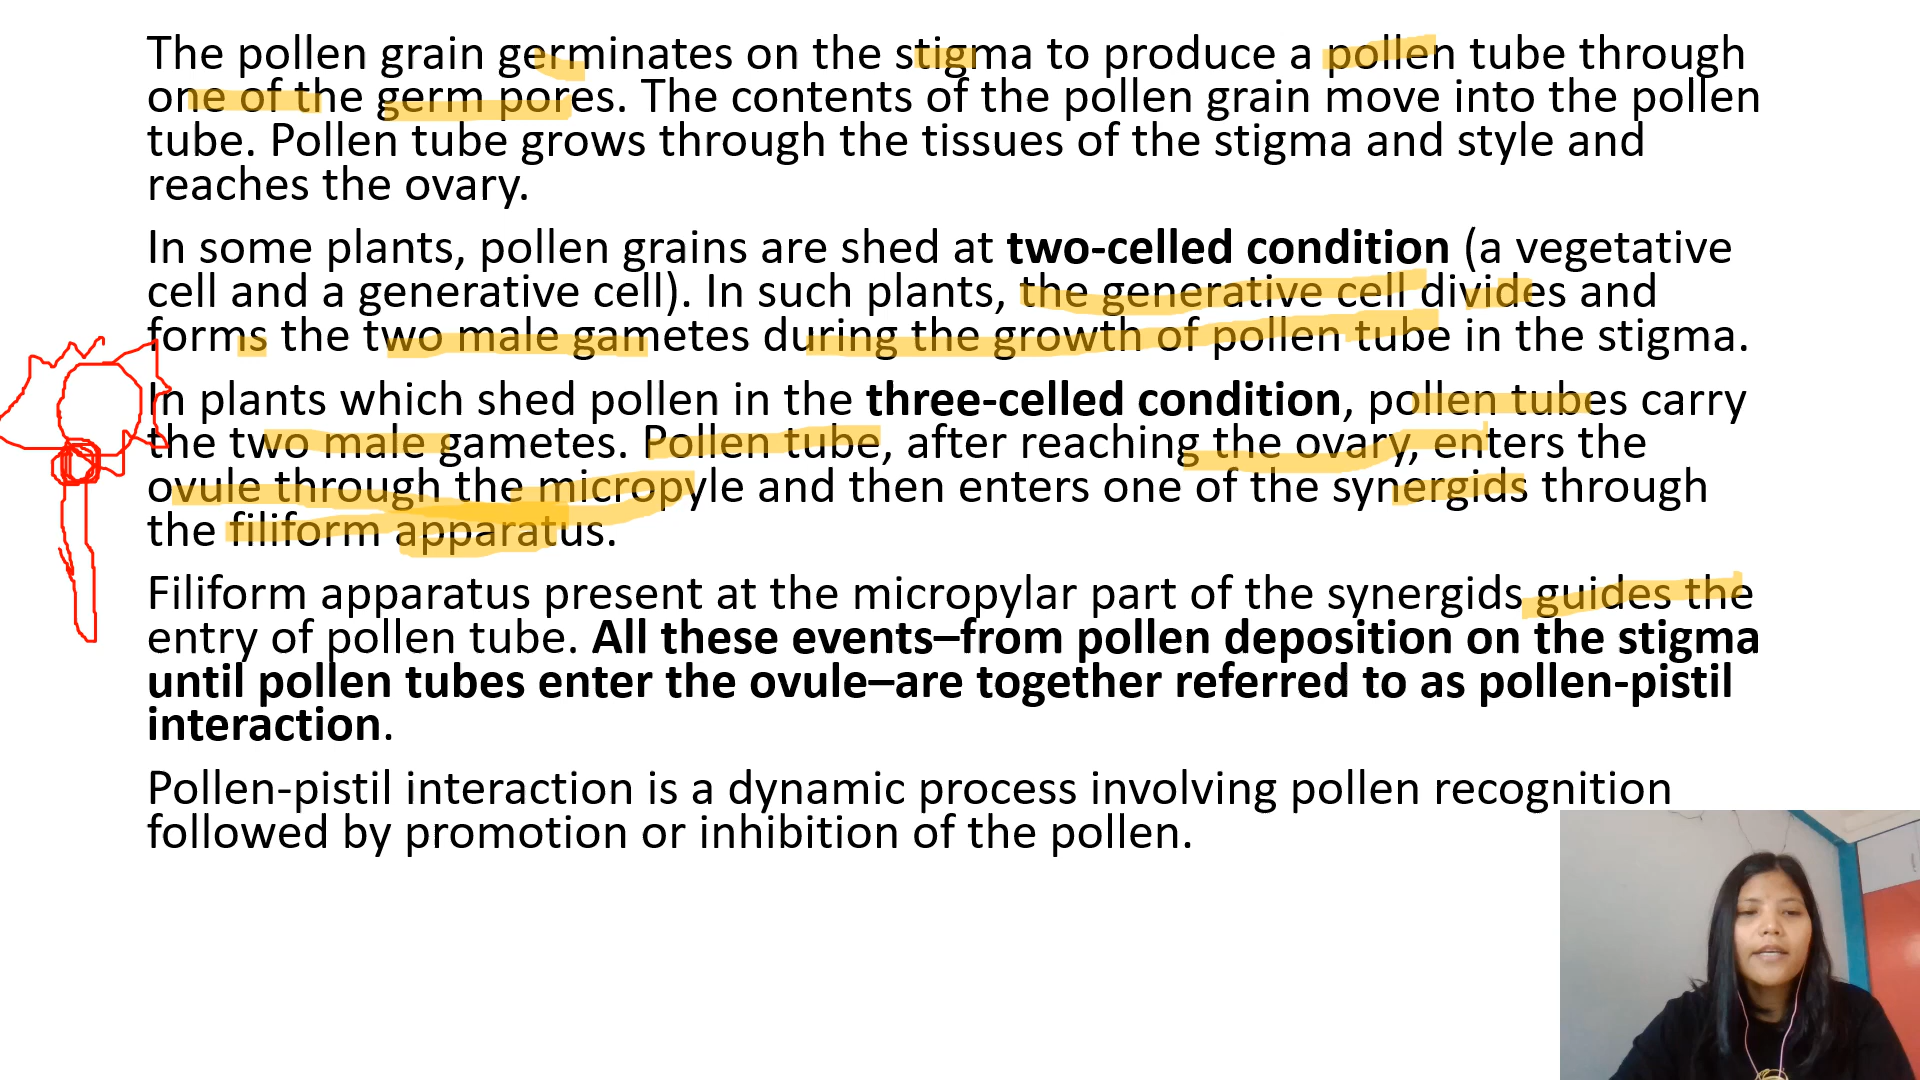 The pollen grain germinates on the stigma to produce a pollen tube through
one of the germ pores. The contents of the pollen grain move into the pollen
tube. Pollen tube grows through the tissues of the stigma and style and
reaches the ovary.
In some plants, pollen grains are shed at two-celled condition (a vegetative
cell and a generative cell). In such plants, the generative cell divides and
forms the two male gametes during the growth of pollen tube in the stigma.
In plants which shed pollen in the three-celled condition, pollen tubes carry
the two male gametes. Pollen tube, after reaching the ovary, enters the
ovule through the micropyle and then enters one of the synergids through
the filiform apparatus.
Filiform apparatus present at the micropylar part of the synergids guides the
entry of pollen tube. All these events–from pollen deposition on the stigma
until pollen tubes enter the ovule–are together referred to as pollen-pistil
interaction.
Pollen-pistil interaction is a dynamic process involving pollen recognition
followed by promotion or inhibition of the pollen.